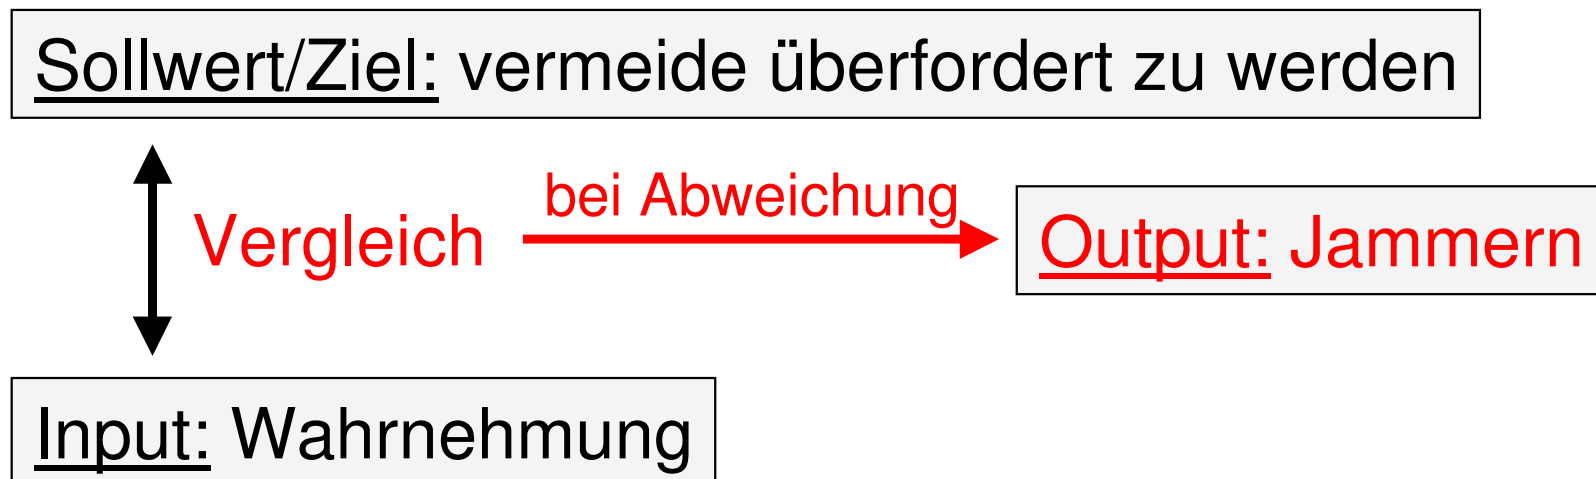 Sollwert/Ziel: vermeide überfordert zu werden
bei Abweichung
Vergleich
Output: Jammern
Input: Wahrnehmung